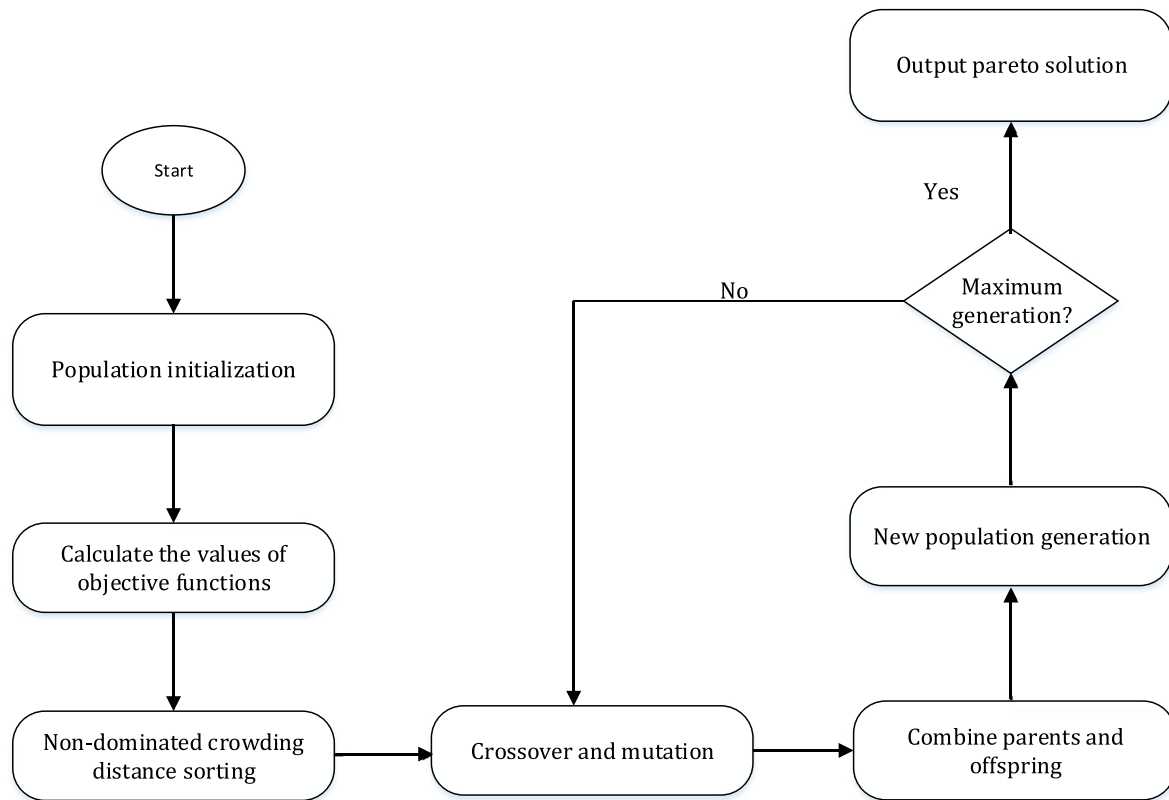 Start
Population initialization
Calculate the values of
objective functions
Non-dominated crowding
distance sorting
Crossover and mutation
Combine parents and
offspring
New population generation
Maximum
generation?
No
Yes
Output pareto solution